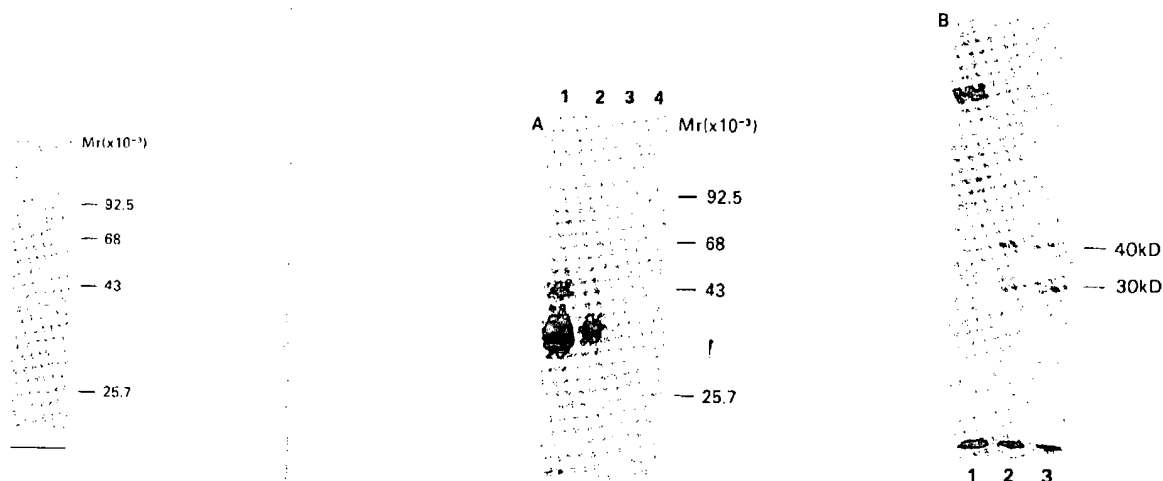 Mr(x10⁻³)
— 92.5
— 68
— 43
— 25.7
1 2 3 4
A
Mr(x10⁻³)
— 92.5
— 68
— 43
— 25.7
B
— 40kD
— 30kD
1 2 3